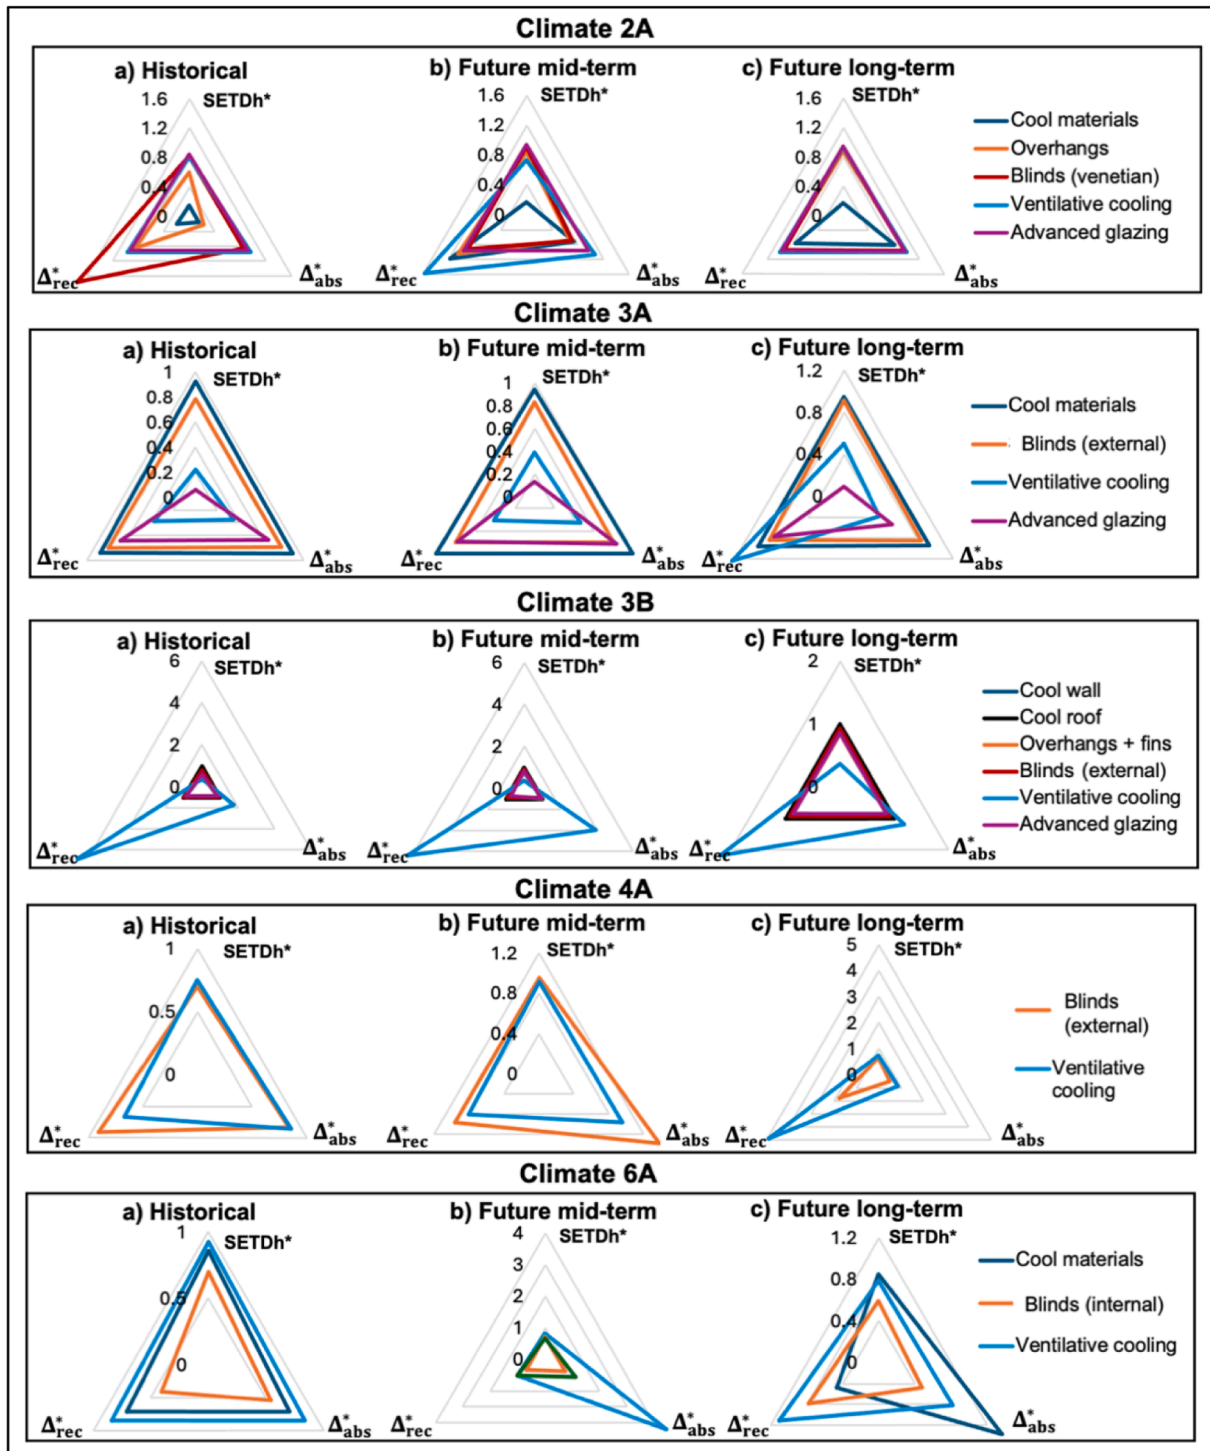 Climate 2A
a) Historical
b) Future mid-term
c) Future long-term
1.6
SETDh*
1.2
0.8
0.4
0
Δ*rec
Δ*abs
1.6
SETDh*
1.2
0.8
0.4
0
Δ*rec
Δ*abs
1.6
SETDh*
1.2
0.8
0.4
0
Δ*rec
Δ*abs
Cool materials
Overhangs
Blinds (venetian)
Ventilative cooling
Advanced glazing
Climate 3A
a) Historical
b) Future mid-term
c) Future long-term
1
SETDh*
0.8
0.6
0.4
0.2
0
Δ*rec
Δ*abs
1
SETDh*
0.8
0.6
0.4
0.2
0
Δ*rec
Δ*abs
1.2
SETDh*
0.8
0.4
0
Δ*rec
Δ*abs
Cool materials
Blinds (external)
Ventilative cooling
Advanced glazing
Climate 3B
a) Historical
b) Future mid-term
c) Future long-term
6
SETDh*
4
2
0
Δ*rec
Δ*abs
6
SETDh*
4
2
0
Δ*rec
Δ*abs
2
SETDh*
1
0
Δ*rec
Δ*abs
Cool wall
Cool roof
Overhangs + fins
Blinds (external)
Ventilative cooling
Advanced glazing
Climate 4A
a) Historical
b) Future mid-term
c) Future long-term
1
SETDh*
0.5
0
Δ*rec
Δ*abs
1.2
SETDh*
0.8
0.4
0
Δ*rec
Δ*abs
5
SETDh*
4
3
2
1
0
Δ*rec
Δ*abs
Blinds
(external)
Ventilative
cooling
Climate 6A
a) Historical
b) Future mid-term
c) Future long-term
1
SETDh*
0.5
0
Δ*rec
Δ*abs
4
SETDh*
3
2
1
0
Δ*rec
Δ*abs
1.2
SETDh*
0.8
0.4
0
Δ*rec
Δ*abs
Cool materials
Blinds (internal)
Ventilative cooling